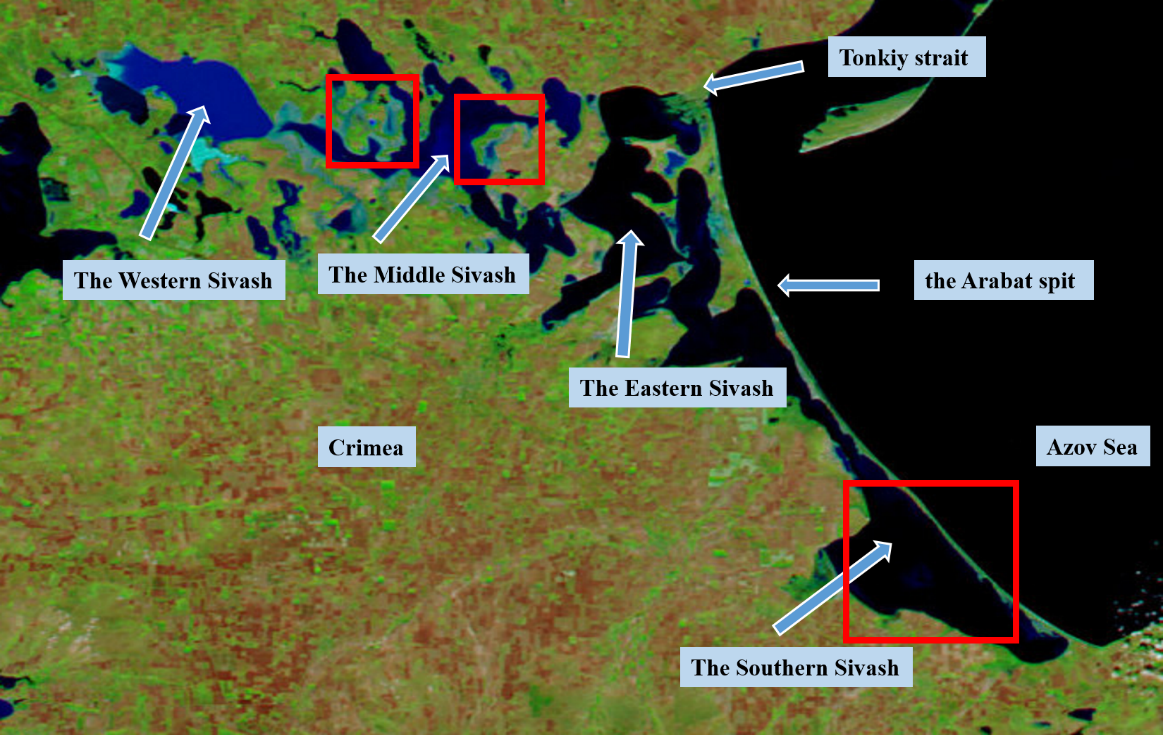 Tonkiy strait
The Western Sivash
The Middle Sivash
the Arabat spit
The Eastern Sivash
Crimea
Azov Sea
The Southern Sivash